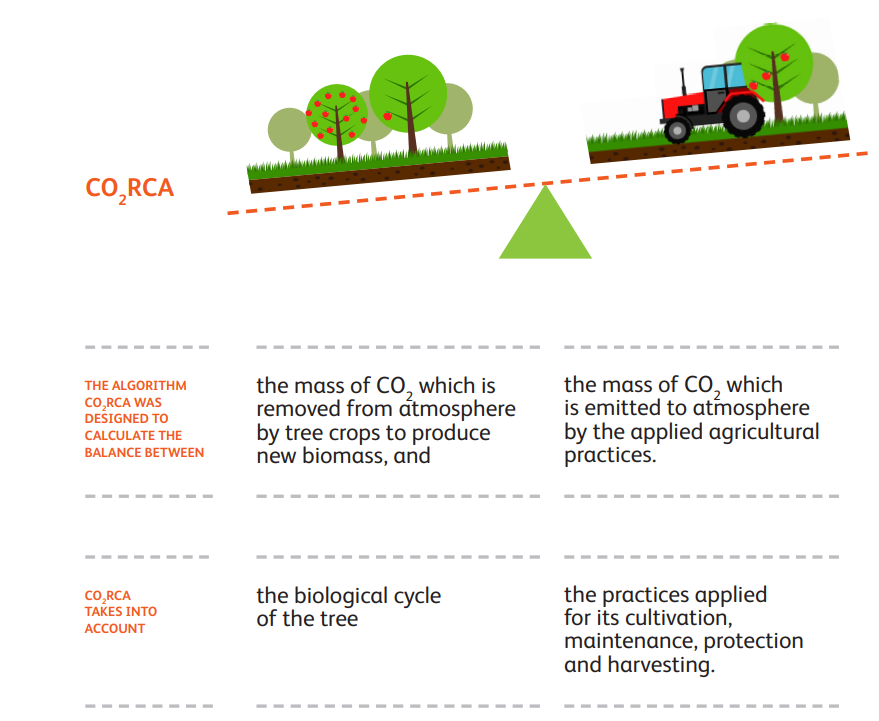 CO₂RCA
THE ALGORITHM
CO₂RCA WAS
DESIGNED TO
CALCULATE THE
BALANCE BETWEEN
the mass of CO₂ which is
removed from atmosphere
by tree crops to produce
new biomass, and
the mass of CO₂ which
is emitted to atmosphere
by the applied agricultural
practices.
CO₂RCA
TAKES INTO
ACCOUNT
the biological cycle
of the tree
the practices applied
for its cultivation,
maintenance, protection
and harvesting.